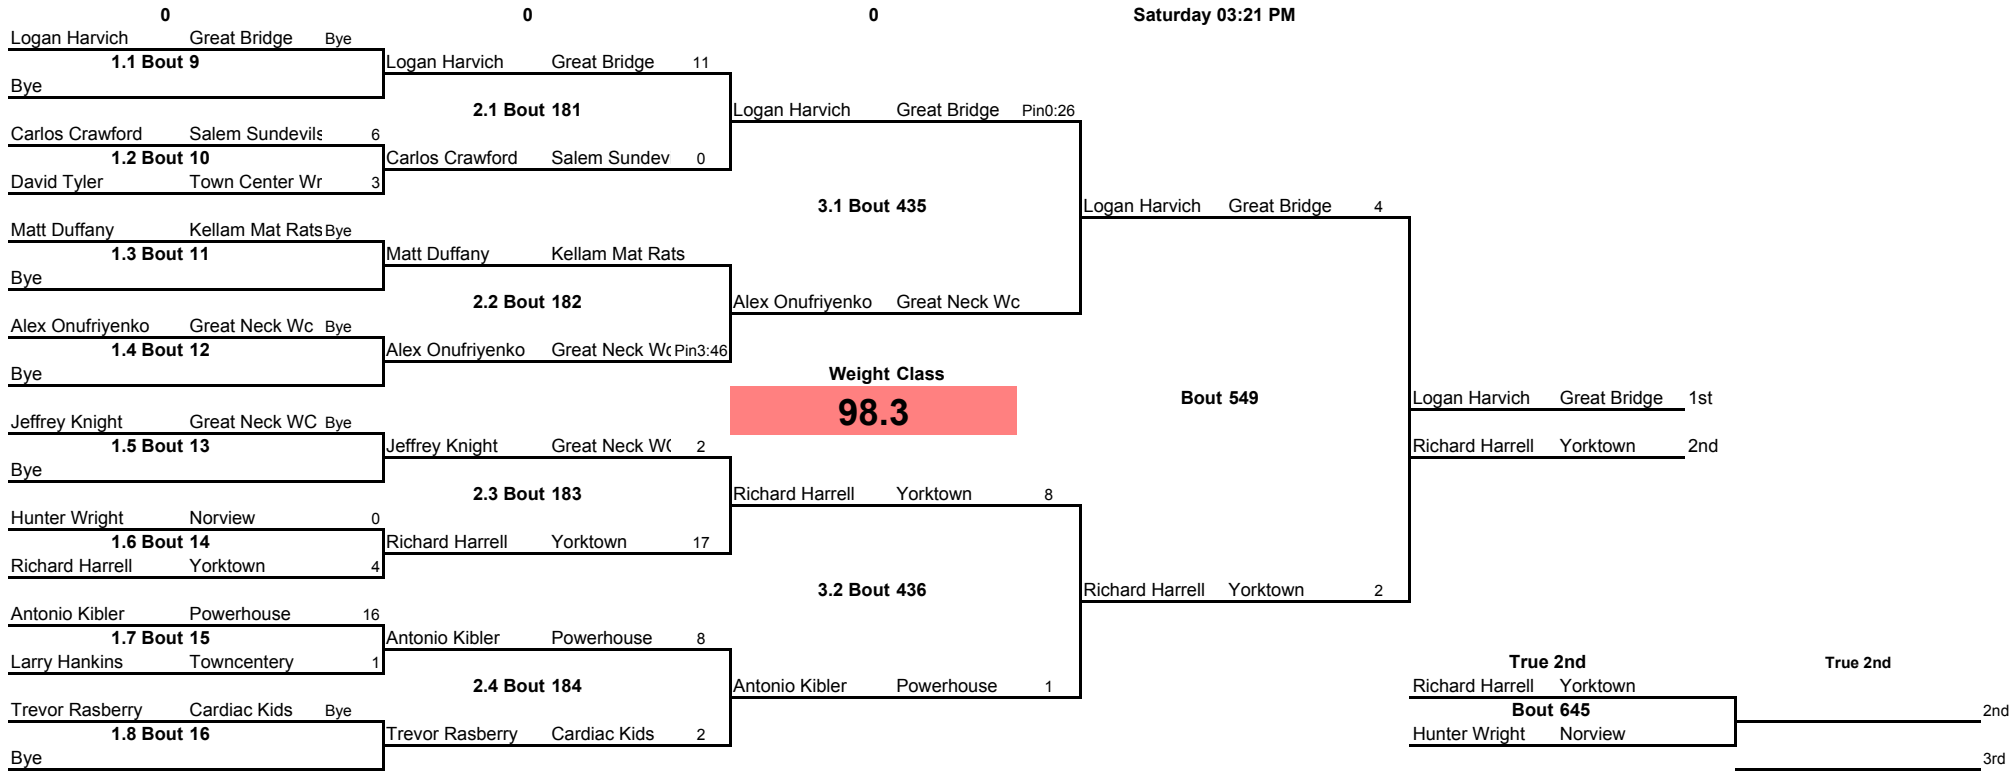 0 0 0 Saturday 03:21 PM
Logan Harvich Great Bridge Bye
1.1 Bout 9
Bye
Carlos Crawford Salem Sundevils 6
1.2 Bout 10
David Tyler Town Center Wr 3
Matt Duffany Kellam Mat Rats Bye
1.3 Bout 11
Bye
Alex Onufriyenko Great Neck Wc Bye
1.4 Bout 12
Bye
Jeffrey Knight Great Neck WC Bye
1.5 Bout 13
Bye
Hunter Wright Norview 0
1.6 Bout 14
Richard Harrell Yorktown 4
Antonio Kibler Powerhouse 16
1.7 Bout 15
Larry Hankins Towncentery 1
Trevor Rasberry Cardiac Kids Bye
1.8 Bout 16
Bye
Logan Harvich Great Bridge 11
2.1 Bout 181
Carlos Crawford Salem Sundev 0
Matt Duffany Kellam Mat Rats
2.2 Bout 182
Alex Onufriyenko Great Neck Wc Pin3:46
Jeffrey Knight Great Neck WC 2
2.3 Bout 183
Richard Harrell Yorktown 17
Antonio Kibler Powerhouse 8
2.4 Bout 184
Trevor Rasberry Cardiac Kids 2
Logan Harvich Great Bridge Pin0:26
3.1 Bout 435
Alex Onufriyenko Great Neck Wc
Weight Class
98.3
Richard Harrell Yorktown 8
3.2 Bout 436
Antonio Kibler Powerhouse 1
Logan Harvich Great Bridge 4
Bout 549
Richard Harrell Yorktown 2
Logan Harvich Great Bridge 1st
Richard Harrell Yorktown 2nd
True 2nd True 2nd
Richard Harrell Yorktown
Bout 645
Hunter Wright Norview
2nd
3rd